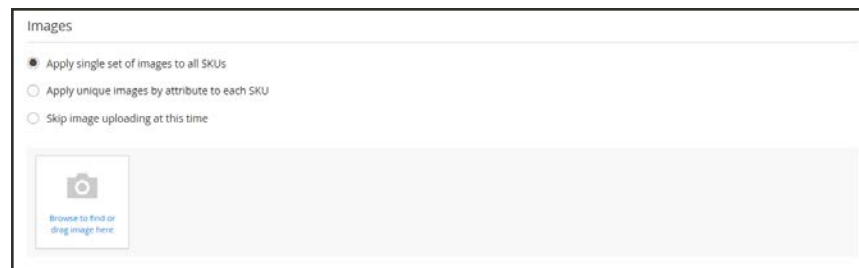 Images
Apply single set of images to all SKUs
Apply unique images by attribute to each SKU
Skip image uploading at this time
Browse to find or
drag image here